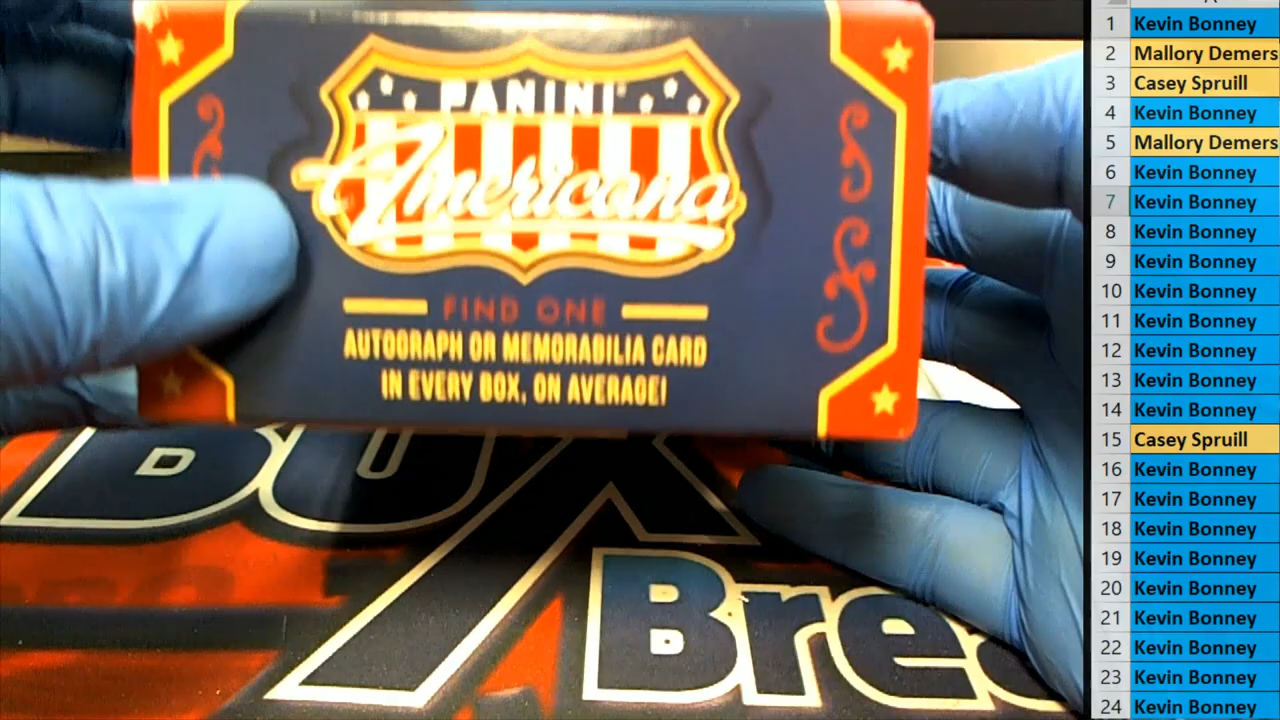 PANINI
Americana
FIND ONE
AUTOGRAPH OR MEMORABILIA CARD
IN EVERY BOX, ON AVERAGE!
BOX
Brea
1 Kevin Bonney
2 Mallory Demers
3 Casey Spruill
4 Kevin Bonney
5 Mallory Demers
6 Kevin Bonney
7 Kevin Bonney
8 Kevin Bonney
9 Kevin Bonney
10 Kevin Bonney
11 Kevin Bonney
12 Kevin Bonney
13 Kevin Bonney
14 Kevin Bonney
15 Casey Spruill
16 Kevin Bonney
17 Kevin Bonney
18 Kevin Bonney
19 Kevin Bonney
20 Kevin Bonney
21 Kevin Bonney
22 Kevin Bonney
23 Kevin Bonney
24 Kevin Bonney